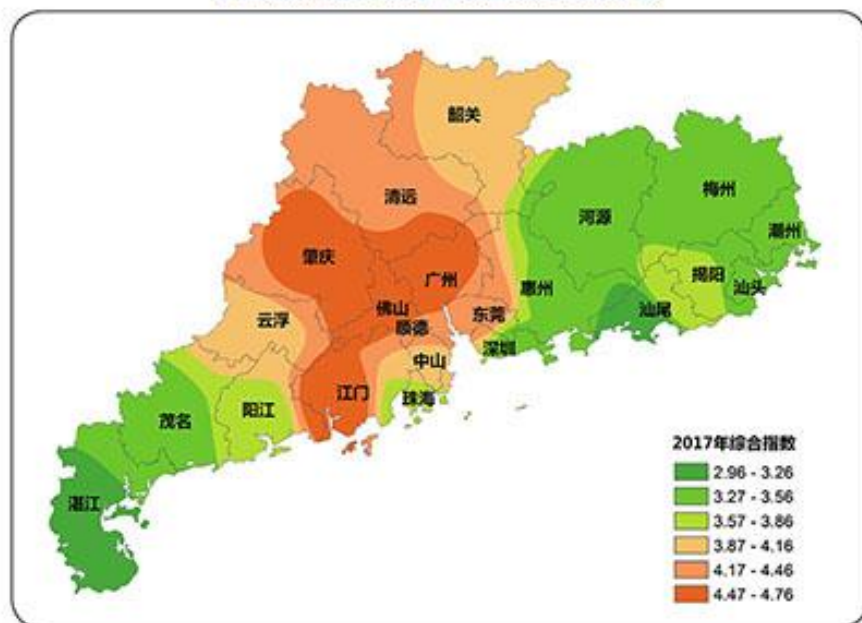 韶关
清远
梅州
河源
潮州
肇庆
揭阳
广州
惠州
汕头
佛山
东莞
汕尾
云浮
顺德
深圳
中山
江门
珠海
阳江
茂名
湛江
2017年综合指数
2.96 - 3.26
3.27 - 3.56
3.57 - 3.86
3.87 - 4.16
4.17 - 4.46
4.47 - 4.76